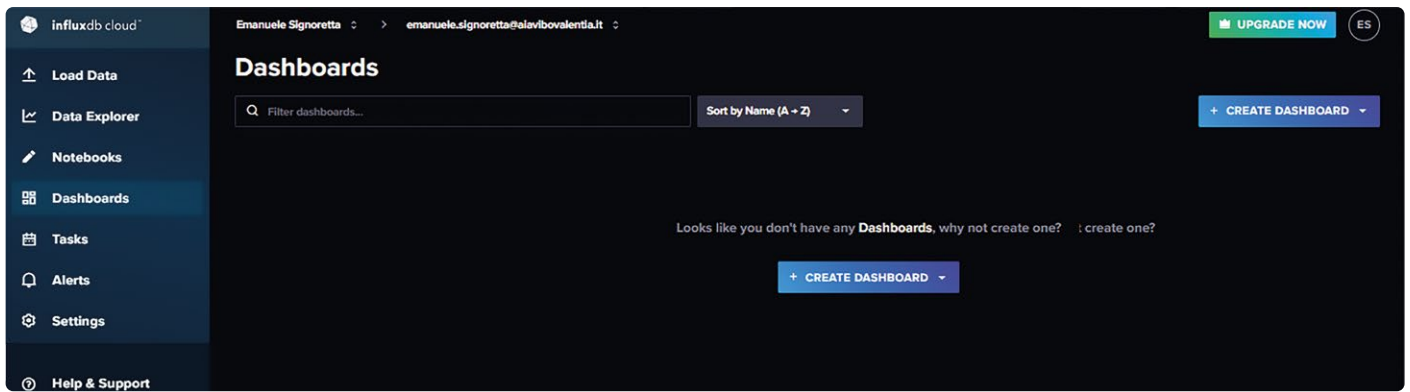 influxdb cloud™
Emanuele Signoretta > emanuele.signoretta@aiavibovalentia.it
UPGRADE NOW
ES
Load Data
Data Explorer
Notebooks
Dashboards
Tasks
Alerts
Settings
Help & Support
Dashboards
Filter dashboards...
Sort by Name (A → Z)
+ CREATE DASHBOARD
Looks like you don't have any Dashboards, why not create one? t create one?
+ CREATE DASHBOARD